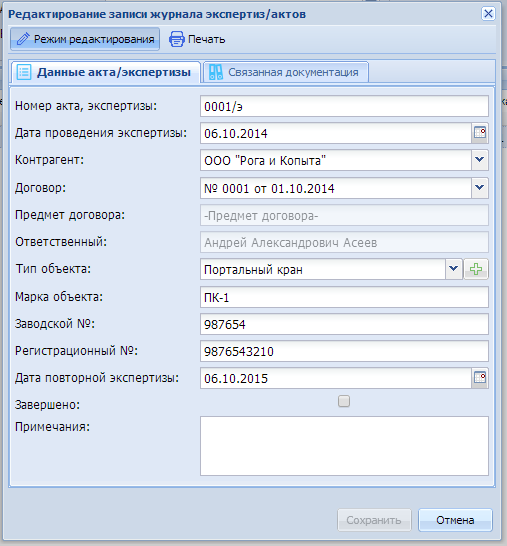 Редактирование записи журнала экспертиз/актов
Режим редактирования Печать
Данные акта/экспертизы Связанная документация
Номер акта, экспертизы: 0001/э
Дата проведения экспертизы: 06.10.2014
Контрагент: ООО "Рога и Копыта"
Договор: № 0001 от 01.10.2014
Предмет договора: -Предмет договора-
Ответственный: Андрей Александрович Асеев
Тип объекта: Портальный кран
Марка объекта: ПК-1
Заводской №: 987654
Регистрационный №: 9876543210
Дата повторной экспертизы: 06.10.2015
Завершено:
Примечания:
Сохранить Отмена